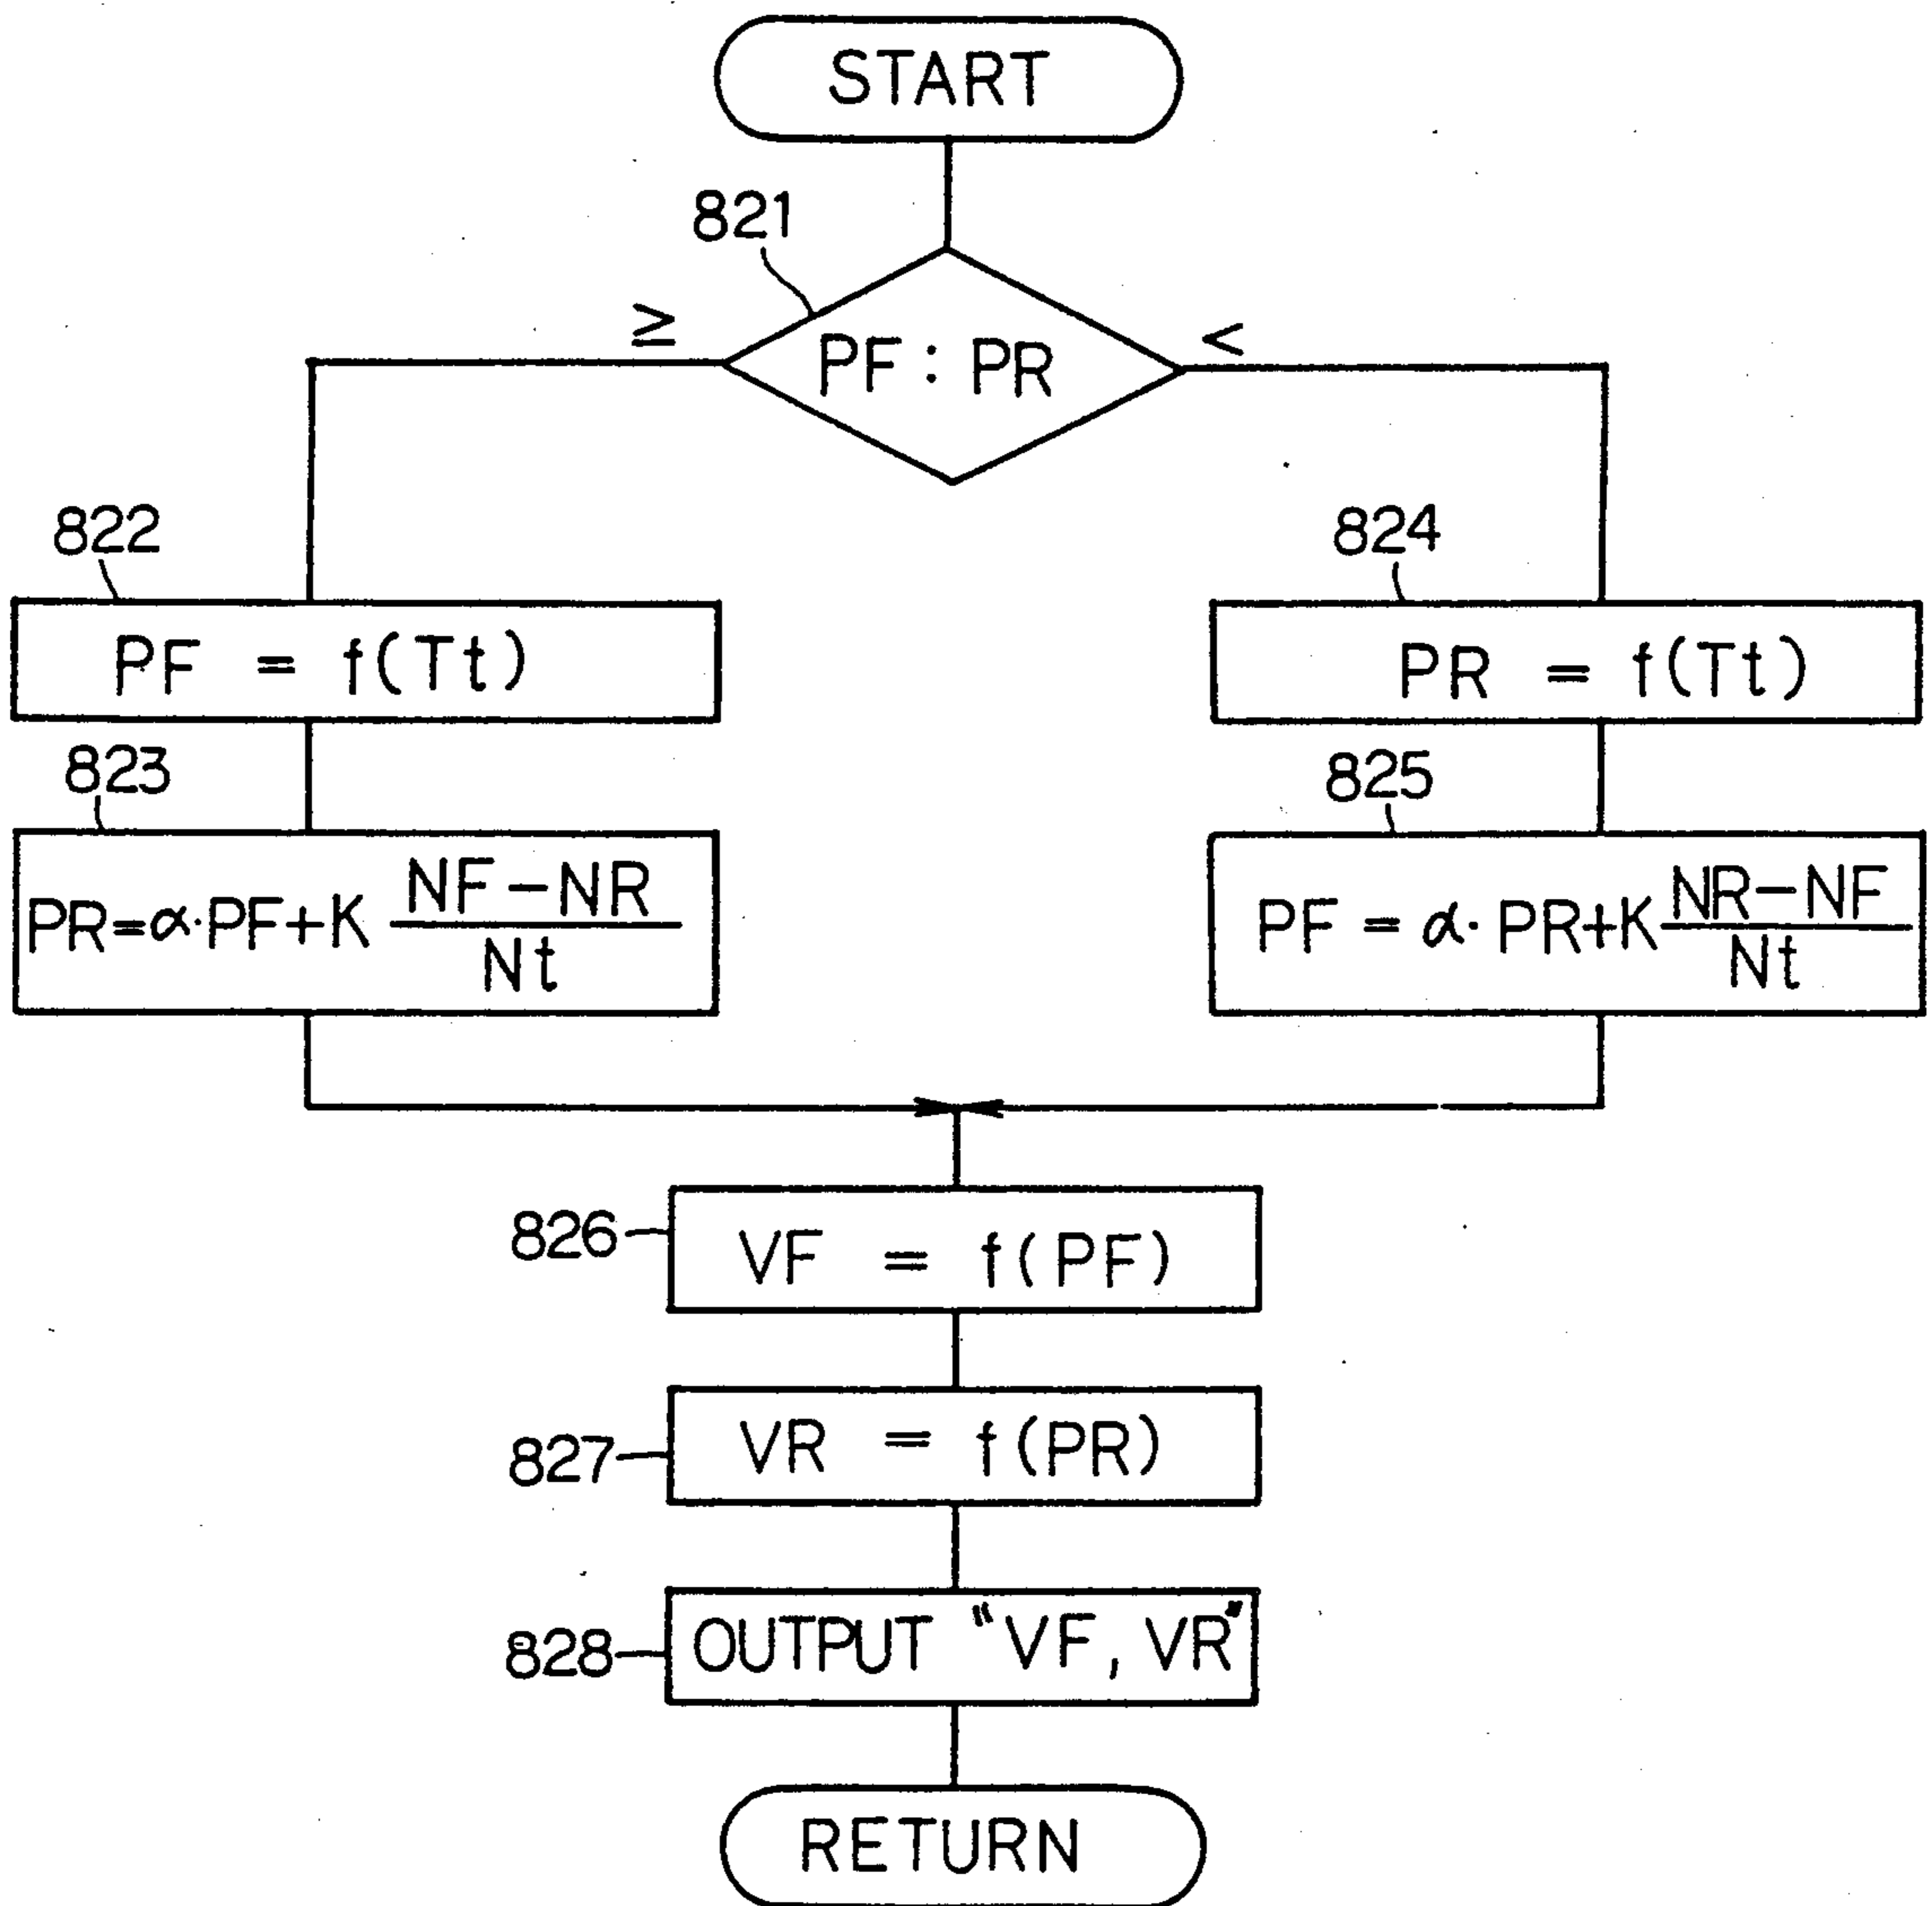 START
821
≥
PF : PR
<
822
PF = f(Tt)
823
PR=α·PF+K NF-NR
Nt
824
PR = f(Tt)
825
PF = α·PR+K NR-NF
Nt
826
VF = f(PF)
827
VR = f(PR)
828
OUTPUT "VF, VR"
RETURN